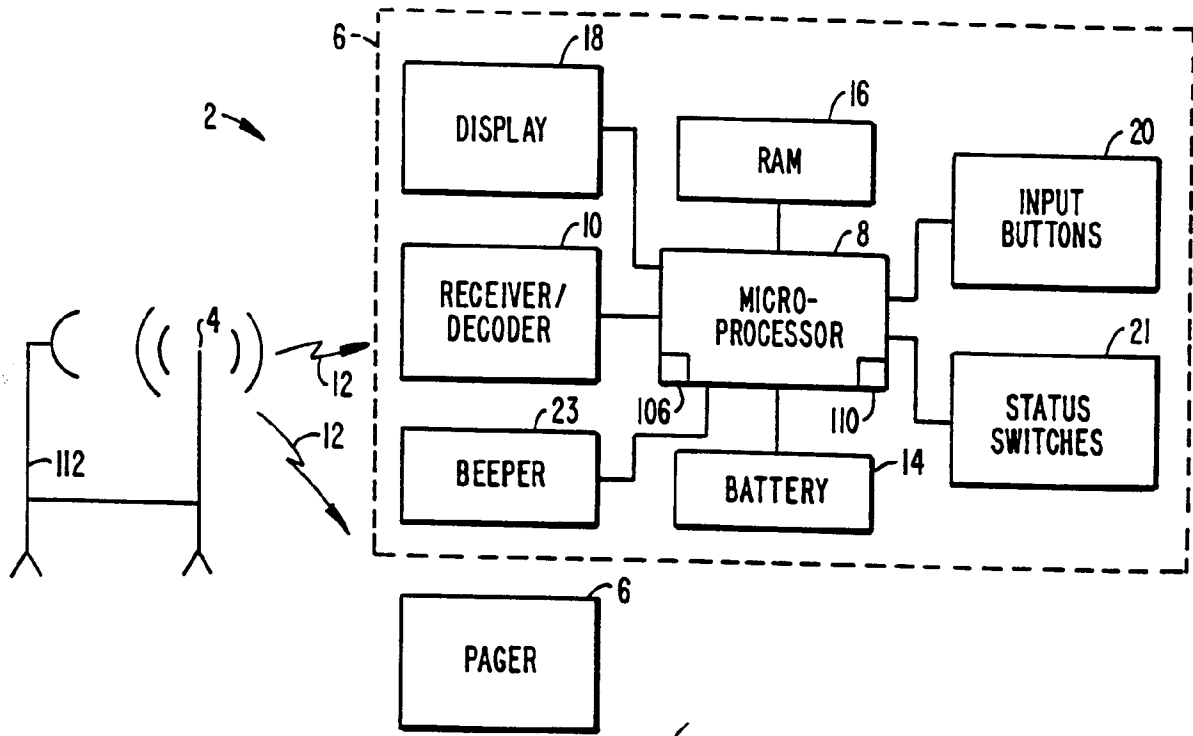 6
18
DISPLAY
2
16
RAM
20
INPUT
BUTTONS
10
RECEIVER/
DECODER
8
MICRO-
PROCESSOR
4
12
106
110
21
STATUS
SWITCHES
12
112
23
BEEPER
BATTERY
14
6
PAGER